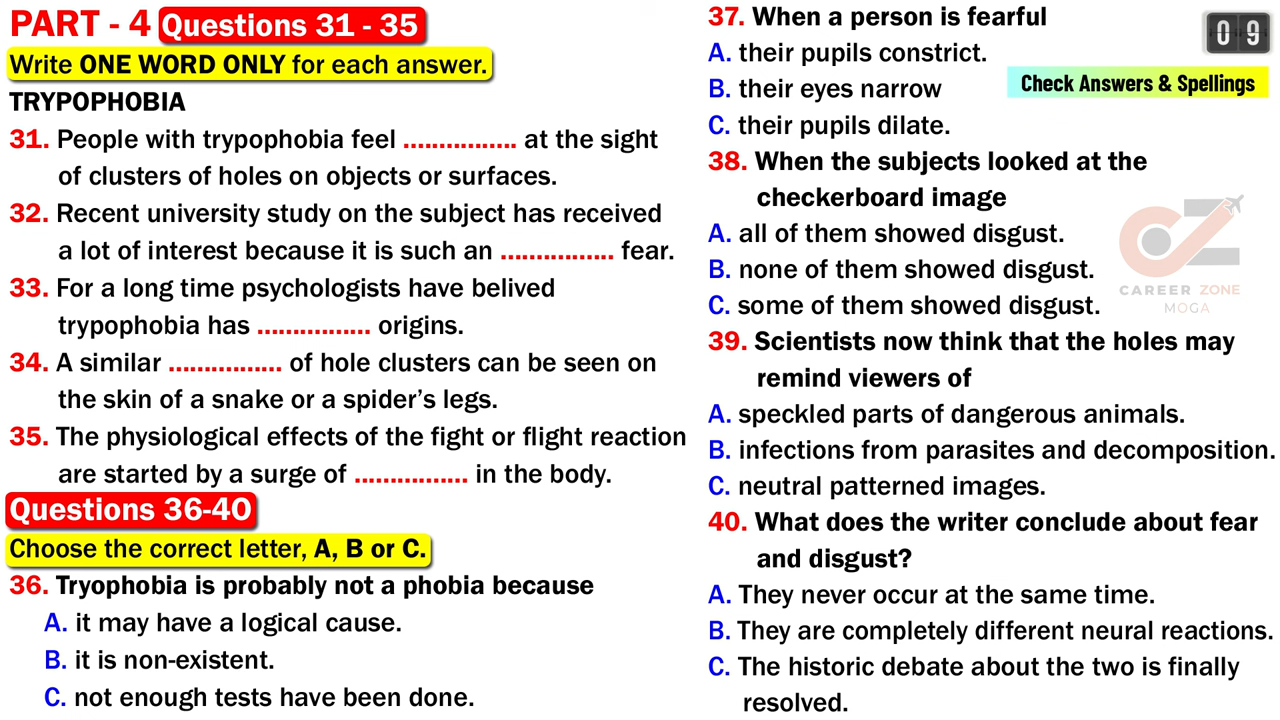 PART - 4 Questions 31 - 35
Write ONE WORD ONLY for each answer.
TRYPOPHOBIA
31. People with trypophobia feel ................ at the sight
of clusters of holes on objects or surfaces.
32. Recent university study on the subject has received
a lot of interest because it is such an ................ fear.
33. For a long time psychologists have belived
trypophobia has ................ origins.
34. A similar ................ of hole clusters can be seen on
the skin of a snake or a spider's legs.
35. The physiological effects of the fight or flight reaction
are started by a surge of ................ in the body.
Questions 36-40
Choose the correct letter, A, B or C.
36. Tryophobia is probably not a phobia because
A. it may have a logical cause.
B. it is non-existent.
C. not enough tests have been done.
37. When a person is fearful
A. their pupils constrict.
B. their eyes narrow
C. their pupils dilate.
09
Check Answers & Spellings
38. When the subjects looked at the
checkerboard image
A. all of them showed disgust.
B. none of them showed disgust.
C. some of them showed disgust.
CAREER ZONE
MOGA
39. Scientists now think that the holes may
remind viewers of
A. speckled parts of dangerous animals.
B. infections from parasites and decomposition.
C. neutral patterned images.
40. What does the writer conclude about fear
and disgust?
A. They never occur at the same time.
B. They are completely different neural reactions.
C. The historic debate about the two is finally
resolved.